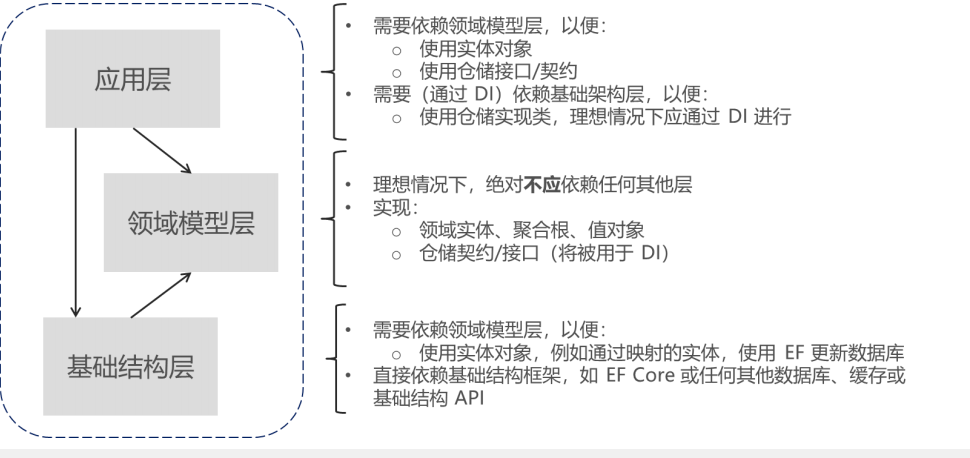 应用层
领域模型层
基础结构层
• 需要依赖领域模型层，以便：
○ 使用实体对象
○ 使用仓储接口/契约
• 需要（通过 DI）依赖基础架构层，以便：
○ 使用仓储实现类，理想情况下应通过 DI 进行
• 理想情况下，绝对不应依赖任何其他层
• 实现：
○ 领域实体、聚合根、值对象
○ 仓储契约/接口（将被用于 DI）
• 需要依赖领域模型层，以便：
○ 使用实体对象，例如通过映射的实体，使用 EF 更新数据库
• 直接依赖基础结构框架，如 EF Core 或任何其他数据库、缓存或
基础结构 API